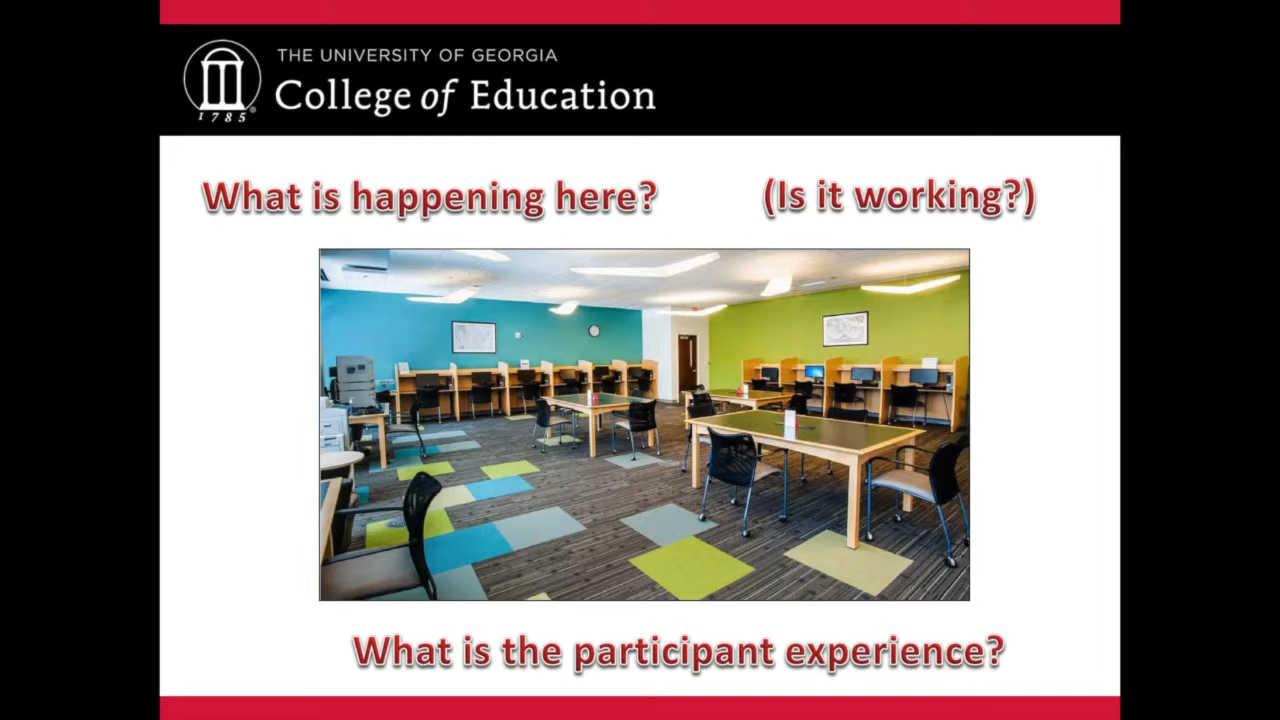 THE UNIVERSITY OF GEORGIA
College of Education
1785
What is happening here?
(Is it working?)
What is the participant experience?